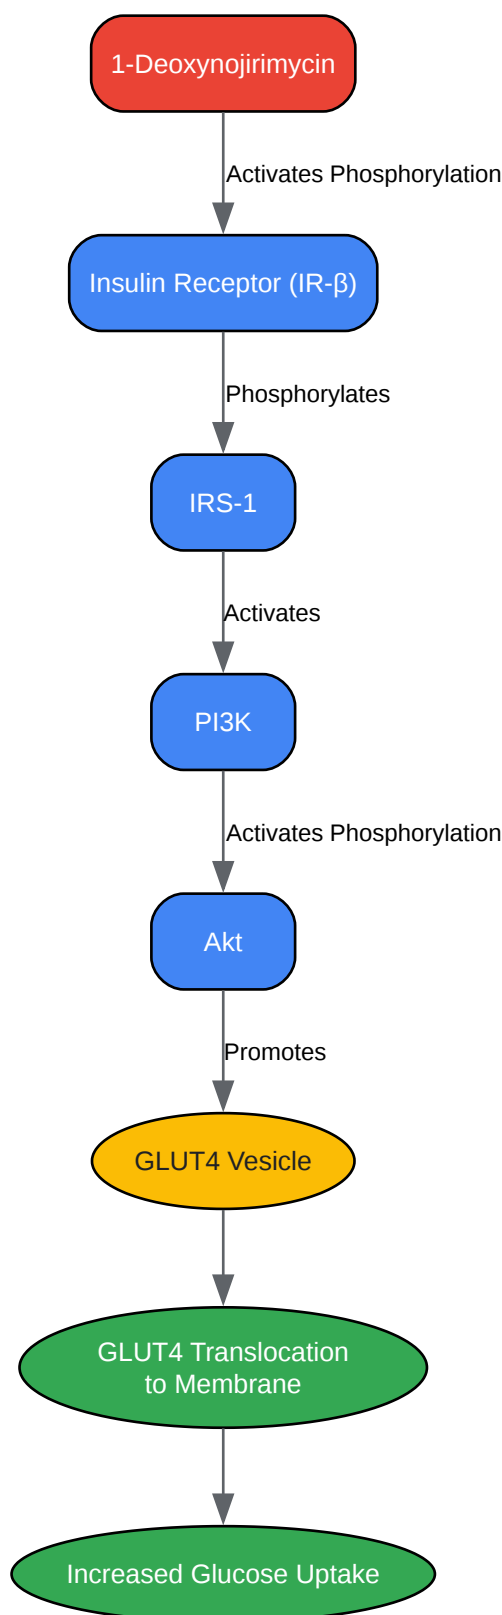 1-Deoxynojirimycin
Activates Phosphorylation
Insulin Receptor (IR-β)
Phosphorylates
IRS-1
Activates
PI3K
Activates Phosphorylation
Akt
Promotes
GLUT4 Vesicle
GLUT4 Translocation
to Membrane
Increased Glucose Uptake